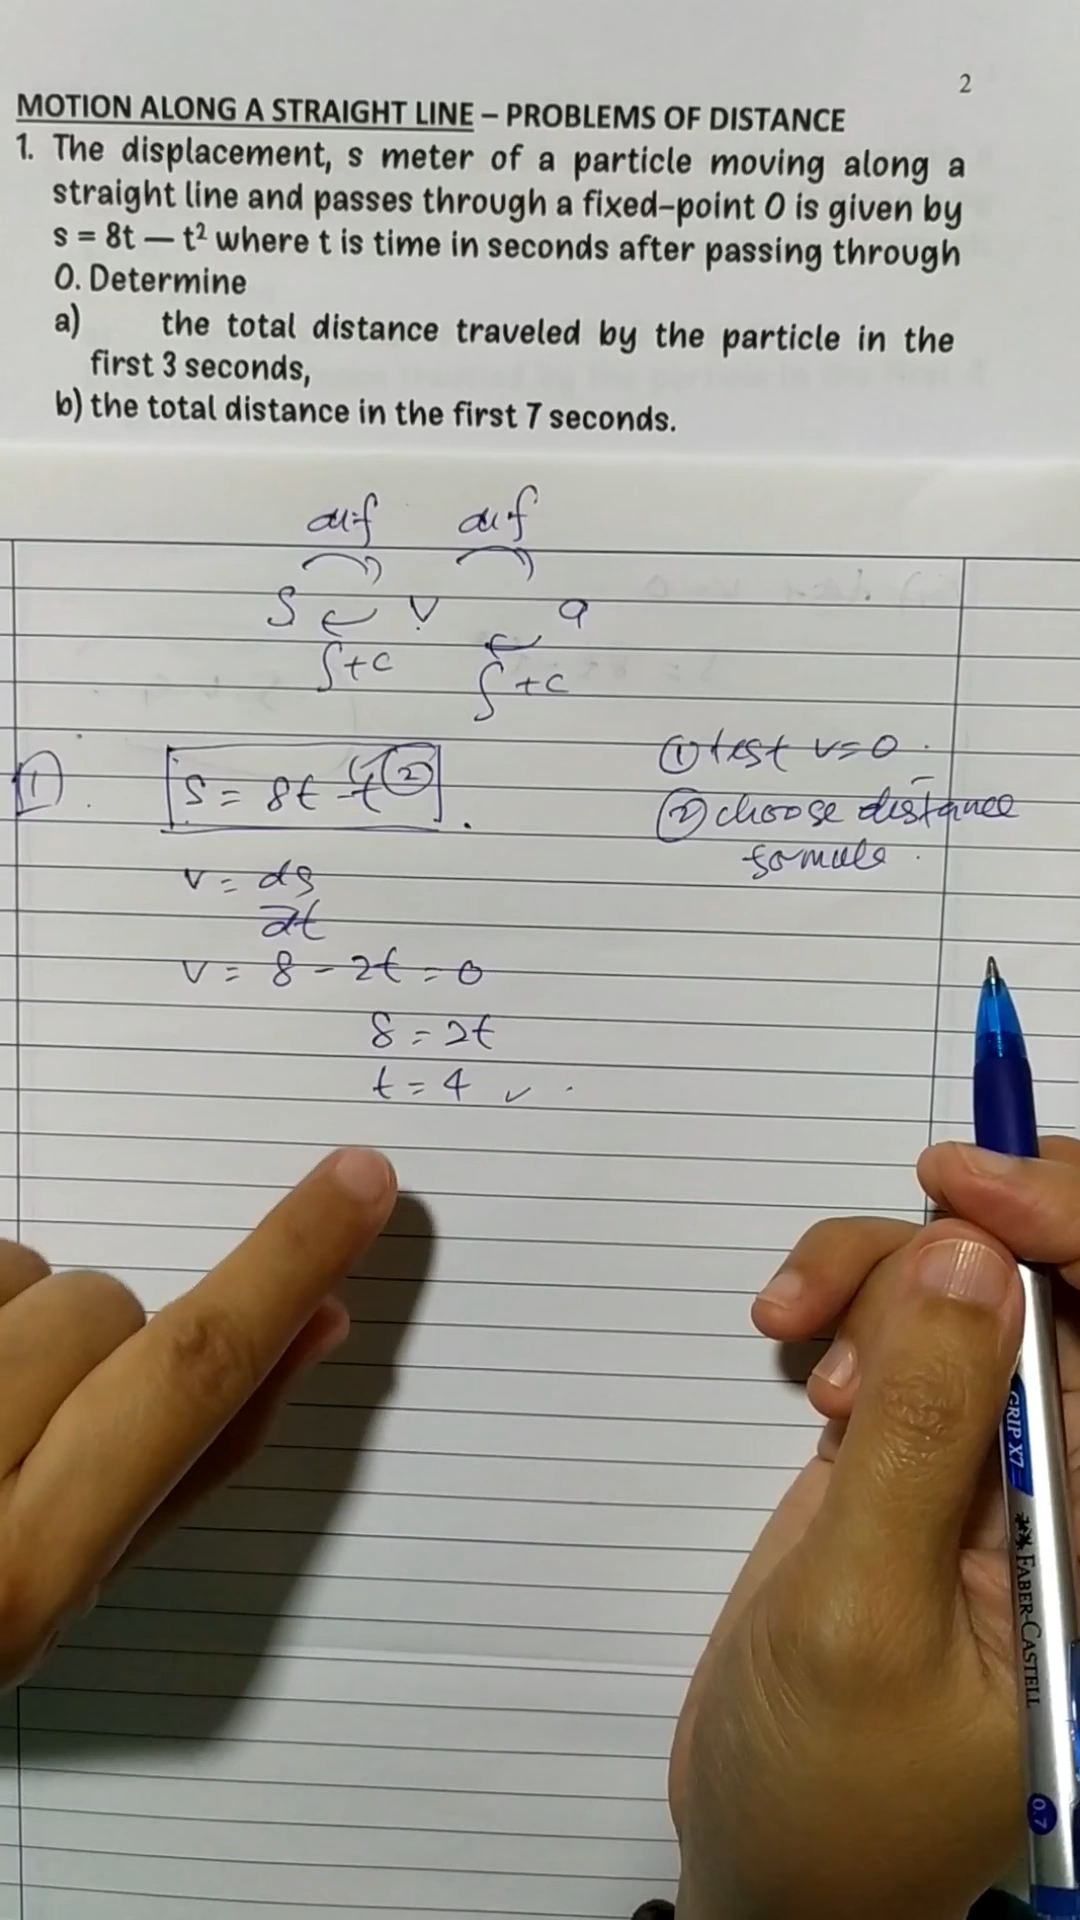 2
MOTION ALONG A STRAIGHT LINE – PROBLEMS OF DISTANCE
1. The displacement, s meter of a particle moving along a
straight line and passes through a fixed-point O is given by
s = 8t — t² where t is time in seconds after passing through
O. Determine
a) the total distance traveled by the particle in the
first 3 seconds,
b) the total distance in the first 7 seconds.
dif dif
S V a
∫+c ∫+c
① test v=0.
1. S = 8t - t²
② choose distance
formula.
v = ds
dt
v = 8 - 2t = 0
8 = 2t
t = 4 ✓
GRIP X7
FABER-CASTELL
0.7